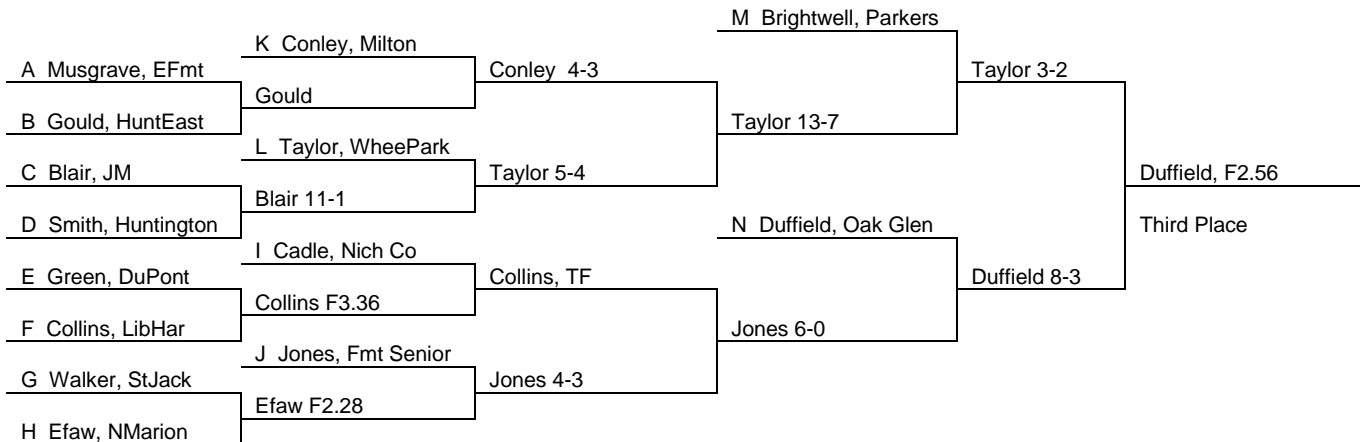 M Brightwell, Parkers
K Conley, Milton
A Musgrave, EFmt
Conley 4-3
Taylor 3-2
Gould
B Gould, HuntEast
Taylor 13-7
L Taylor, WheePark
C Blair, JM
Taylor 5-4
Duffield, F2.56
Blair 11-1
D Smith, Huntington
N Duffield, Oak Glen
Third Place
I Cadle, Nich Co
E Green, DuPont
Collins, TF
Duffield 8-3
Collins F3.36
F Collins, LibHar
Jones 6-0
J Jones, Fmt Senior
G Walker, StJack
Jones 4-3
Efaw F2.28
H Efaw, NMarion